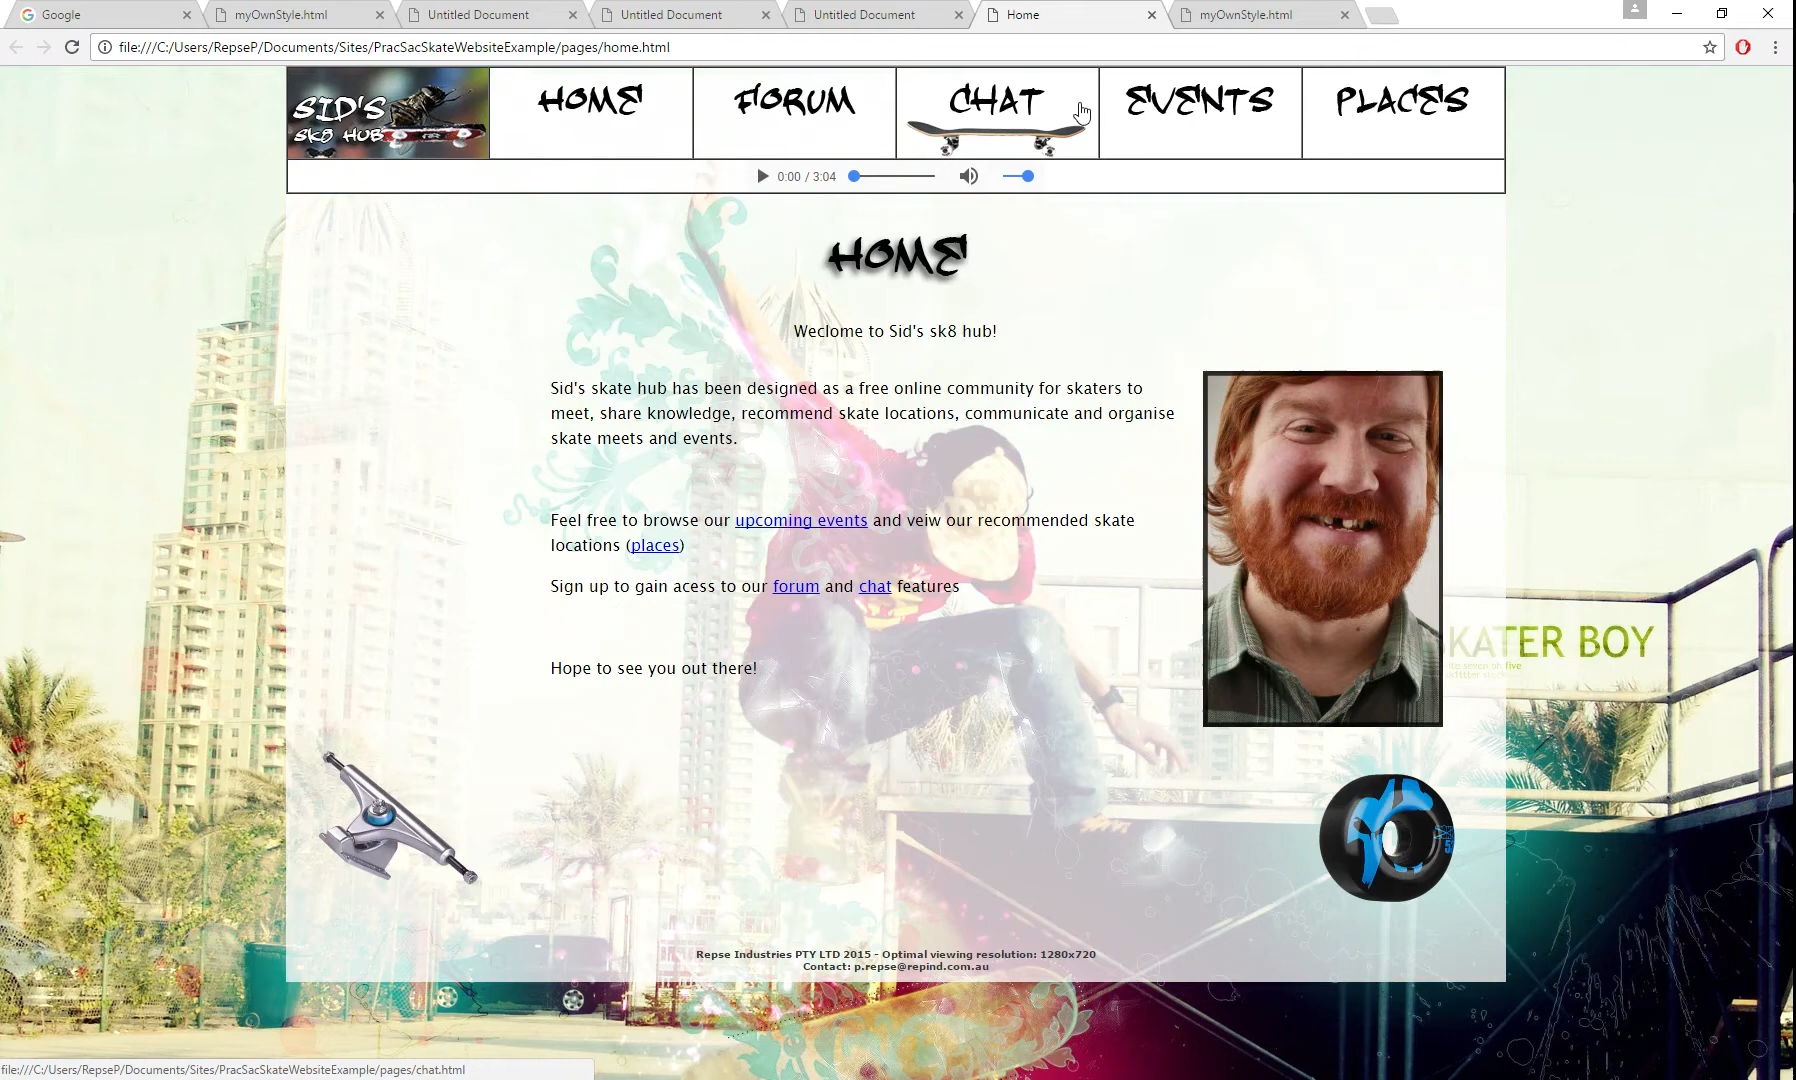 Google
myOwnStyle.html
Untitled Document
Untitled Document
Untitled Document
Home
myOwnStyle.html
file:///C:/Users/RepseP/Documents/Sites/PracSacSkateWebsiteExample/pages/home.html
SID'S
SK8 HUB
HOME
FORUM
CHAT
EVENTS
PLACES
0:00 / 3:04
HOME
Weclome to Sid's sk8 hub!
Sid's skate hub has been designed as a free online community for skaters to
meet, share knowledge, recommend skate locations, communicate and organise
skate meets and events.
Feel free to browse our upcoming events and veiw our recommended skate
locations (places)
Sign up to gain acess to our forum and chat features
KATER BOY
Hope to see you out there!
Repse Industries PTY LTD 2015 - Optimal viewing resolution: 1280x720
Contact: p.repse@repind.com.au
file:///C:/Users/RepseP/Documents/Sites/PracSacSkateWebsiteExample/pages/chat.html